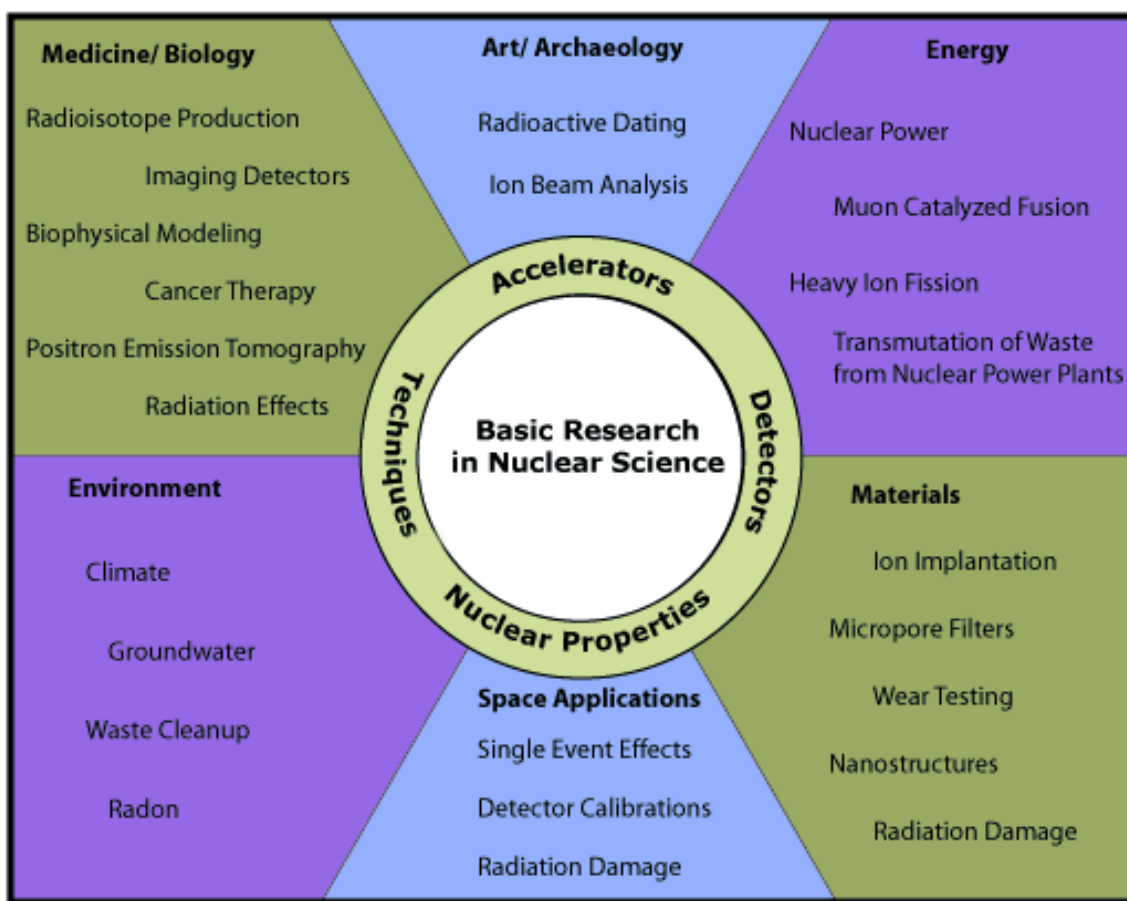 Medicine/ Biology
Radioisotope Production
Imaging Detectors
Biophysical Modeling
Cancer Therapy
Positron Emission Tomography
Radiation Effects
Art/ Archaeology
Radioactive Dating
Ion Beam Analysis
Energy
Nuclear Power
Muon Catalyzed Fusion
Heavy Ion Fission
Transmutation of Waste
from Nuclear Power Plants
Accelerators
Techniques
Detectors
Nuclear Properties
Basic Research
in Nuclear Science
Environment
Climate
Groundwater
Waste Cleanup
Radon
Space Applications
Single Event Effects
Detector Calibrations
Radiation Damage
Materials
Ion Implantation
Micropore Filters
Wear Testing
Nanostructures
Radiation Damage